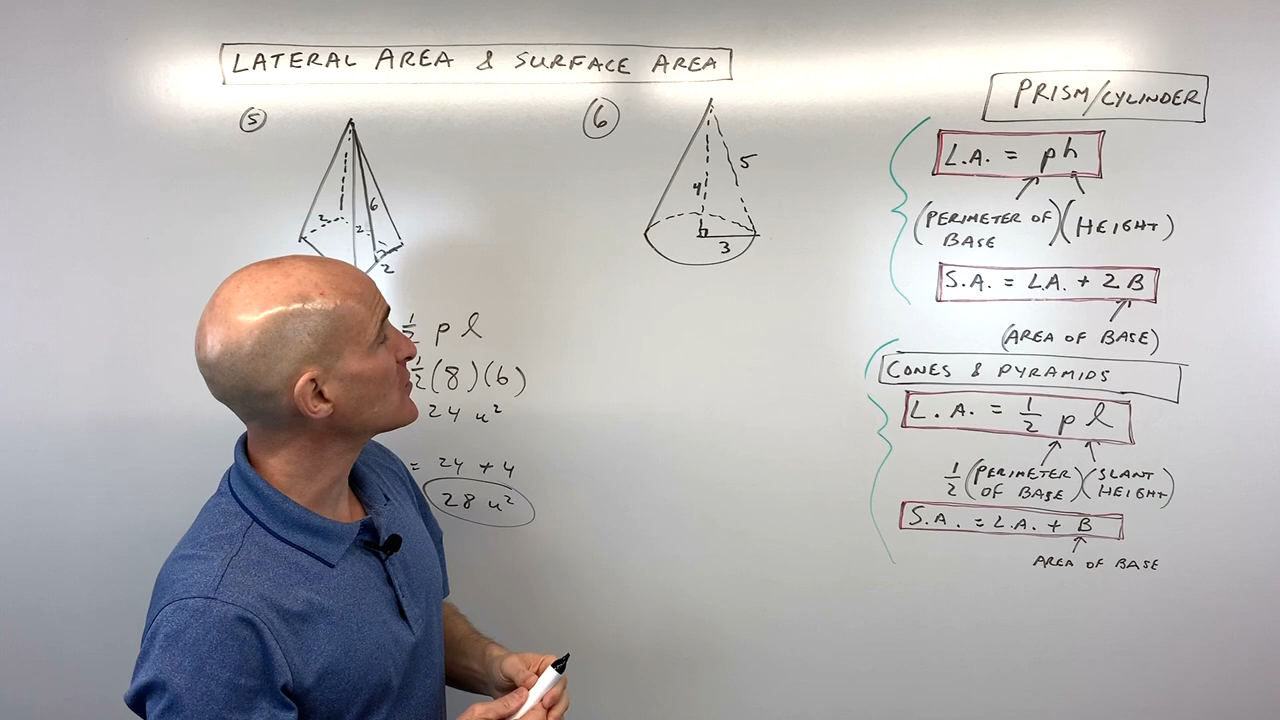 LATERAL AREA & SURFACE AREA
5
6
2
2
2
6
4
5
3
1/2 p l
1/2 (8)(6)
24 u²
= 24 + 4
28 u²
PRISM/CYLINDER
L.A. = ph
(PERIMETER OF BASE)(HEIGHT)
S.A. = L.A. + 2B
(AREA OF BASE)
CONES & PYRAMIDS
L.A. = 1/2 p l
1/2 (PERIMETER OF BASE)(SLANT HEIGHT)
S.A. = L.A. + B
AREA OF BASE